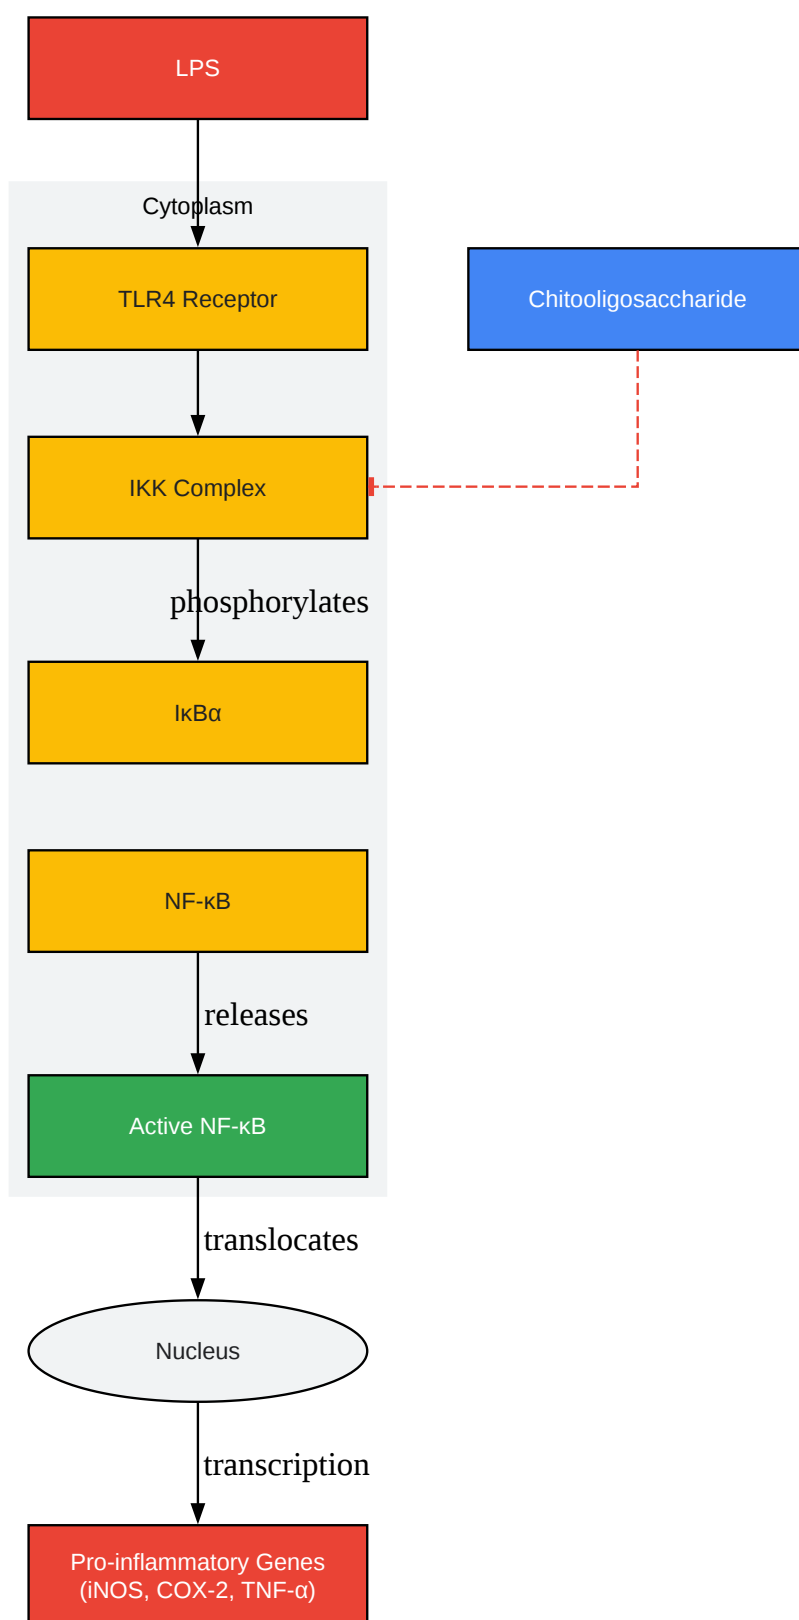 LPS
Cytoplasm
TLR4 Receptor
Chitooligosaccharide
IKK Complex
phosphorylates
IκBα
NF-κB
releases
Active NF-κB
translocates
Nucleus
transcription
Pro-inflammatory Genes
(iNOS, COX-2, TNF-α)